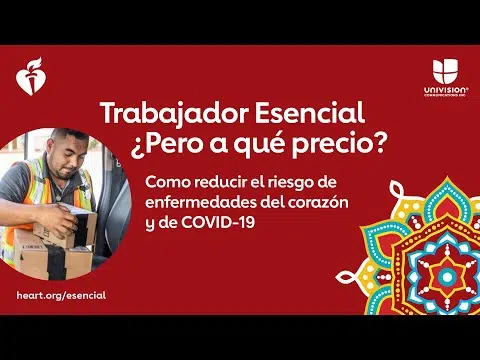 UNIVISION
COMMUNICATIONS INC
Trabajador Esencial
¿Pero a qué precio?
Como reducir el riesgo de
enfermedades del corazón
y de COVID-19
heart.org/esencial